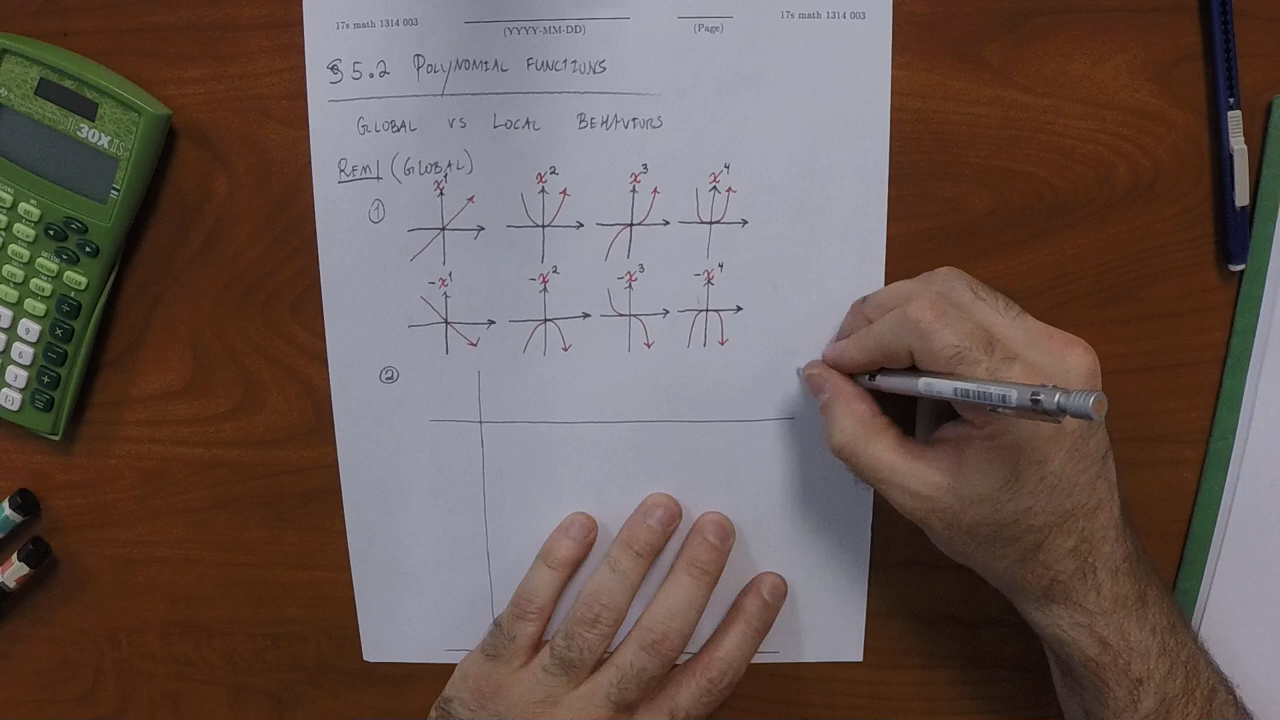 17s math 1314 003 (YYYY-MM-DD) (Page) 17s math 1314 003
§ 5.2 POLYNOMIAL FUNCTIONS
GLOBAL VS LOCAL BEHAVIORS
REM1 (GLOBAL)
① x¹ x² x³ x⁴
-x¹ -x² -x³ -x⁴
②
30X IIS